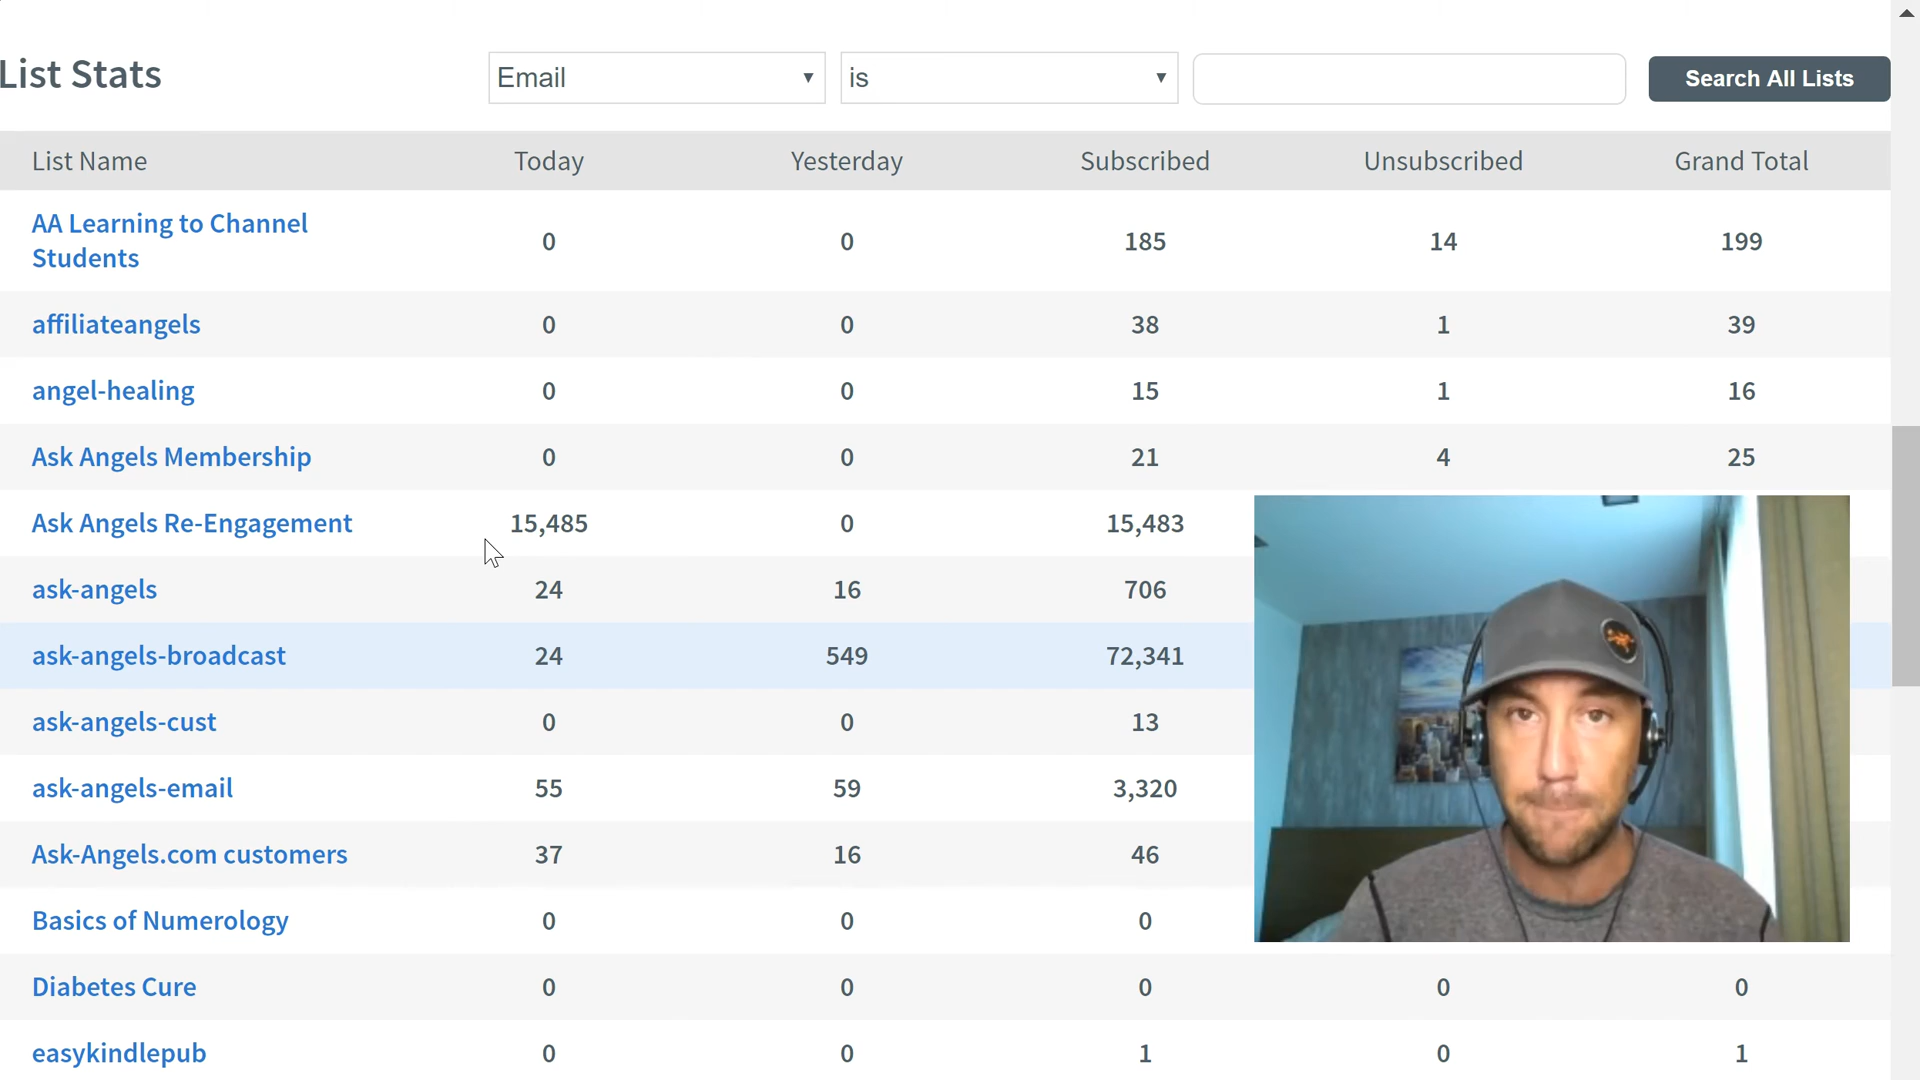 List Stats Email is Search All Lists
List Name Today Yesterday Subscribed Unsubscribed Grand Total
AA Learning to Channel
Students 0 0 185 14 199
affiliateangels 0 0 38 1 39
angel-healing 0 0 15 1 16
Ask Angels Membership 0 0 21 4 25
Ask Angels Re-Engagement 15,485 0 15,483
ask-angels 24 16 706
ask-angels-broadcast 24 549 72,341
ask-angels-cust 0 0 13
ask-angels-email 55 59 3,320
Ask-Angels.com customers 37 16 46
Basics of Numerology 0 0 0
Diabetes Cure 0 0 0 0 0
easykindlepub 0 0 1 0 1